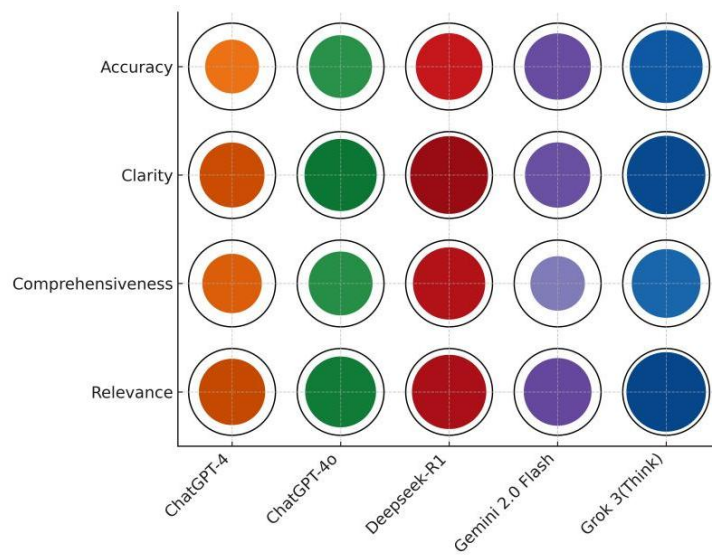 Accuracy
Clarity
Comprehensiveness
Relevance
ChatGPT-4
ChatGPT-4o
Deepseek-R1
Gemini 2.0 Flash
Grok 3(Think)